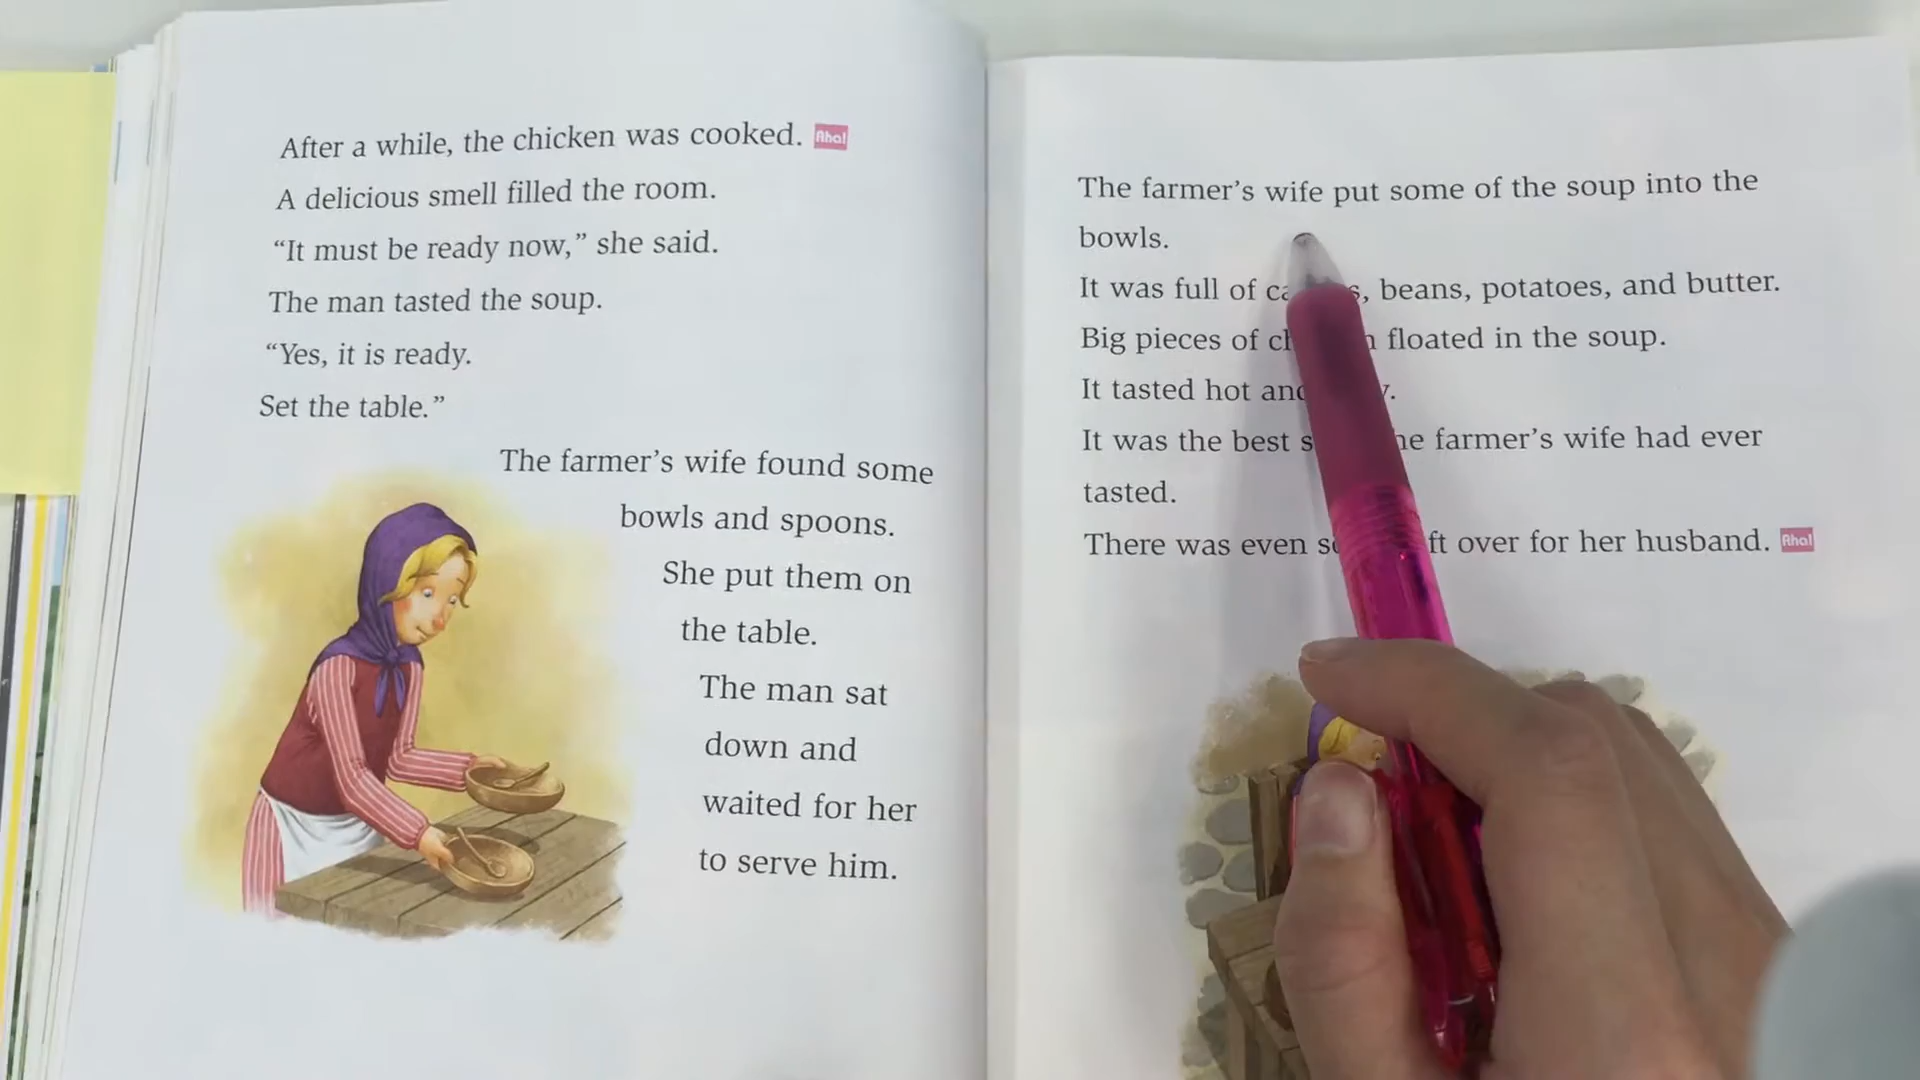 After a while, the chicken was cooked. Aha!
A delicious smell filled the room.
“It must be ready now,” she said.
The man tasted the soup.
“Yes, it is ready.
Set the table.”
The farmer’s wife found some
bowls and spoons.
She put them on
the table.
The man sat
down and
waited for her
to serve him.
The farmer’s wife put some of the soup into the
bowls.
It was full of beans, potatoes, and butter.
Big pieces of floated in the soup.
It tasted hot
It was the best farmer’s wife had ever
tasted.
There was even over for her husband. Aha!